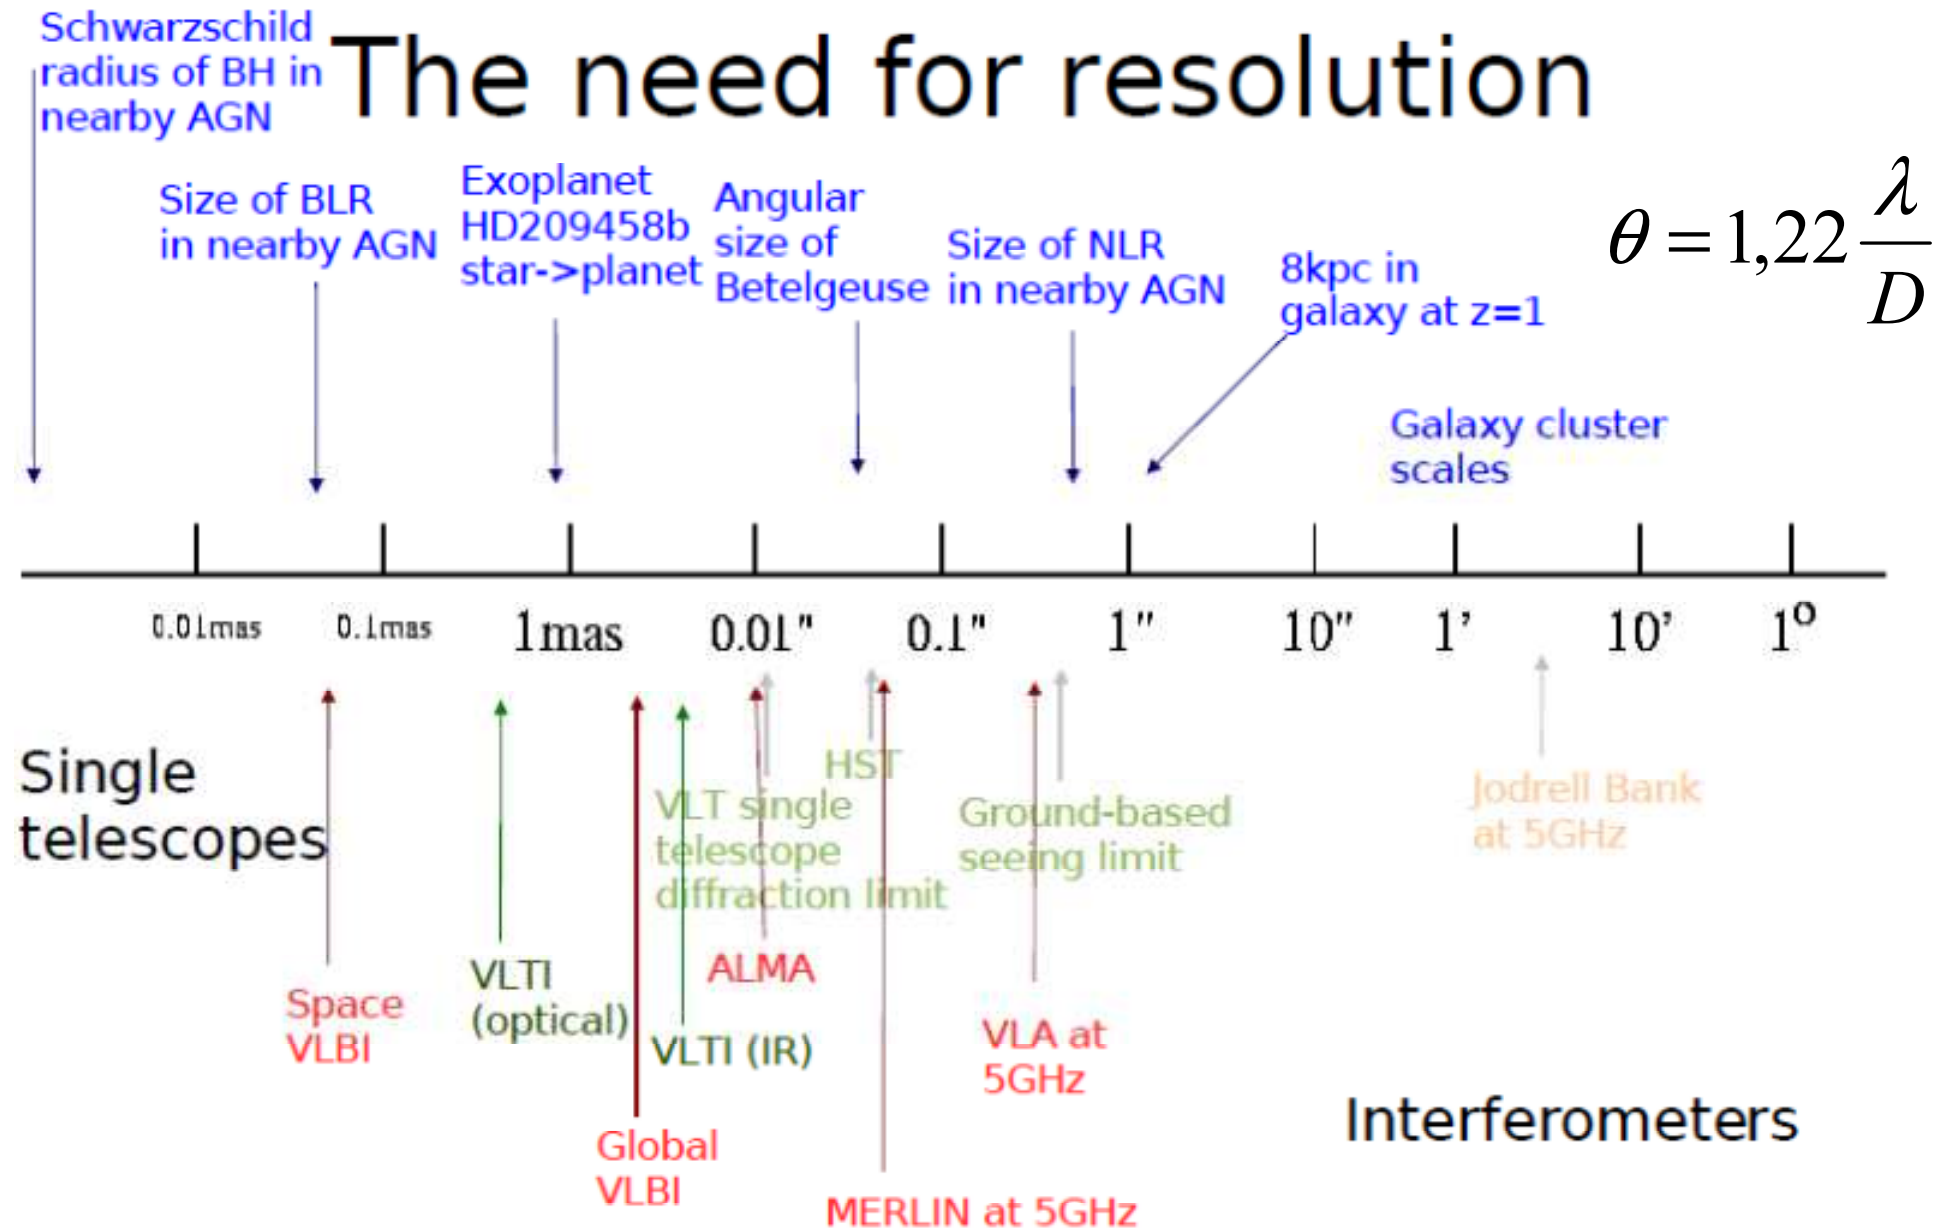 The need for resolution
Schwarzschild
radius of BH in
nearby AGN
Size of BLR
in nearby AGN
Exoplanet
HD209458b
star->planet
Angular
size of
Betelgeuse
Size of NLR
in nearby AGN
8kpc in
galaxy at z=1
θ = 1,22 λ/D
Galaxy cluster
scales
0.01mas 0.1mas 1mas 0.01" 0.1" 1" 10" 1' 10' 1°
Single
telescopes
HST
VLT single
telescope
diffraction limit
Ground-based
seeing limit
Jodrell Bank
at 5GHz
Space
VLBI
VLTI
(optical)
ALMA
VLTI (IR)
VLA at
5GHz
Global
VLBI
MERLIN at 5GHz
Interferometers